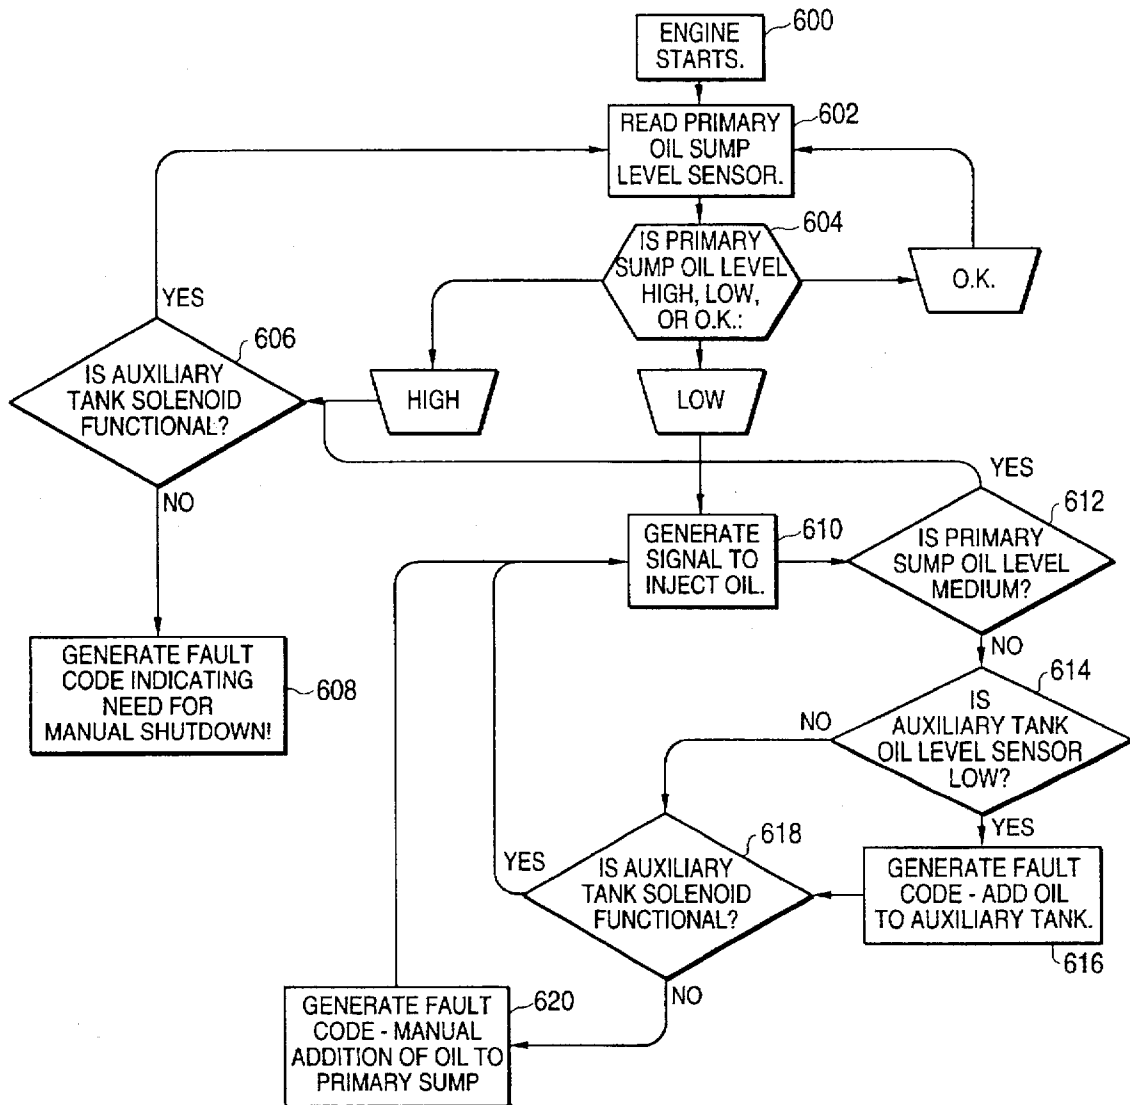 ENGINE
STARTS.
600
READ PRIMARY
OIL SUMP
LEVEL SENSOR.
602
IS PRIMARY
SUMP OIL LEVEL
HIGH, LOW,
OR O.K.:
604
O.K.
YES
606
IS AUXILIARY
TANK SOLENOID
FUNCTIONAL?
HIGH
LOW
NO
YES
GENERATE
SIGNAL TO
INJECT OIL.
610
612
IS PRIMARY
SUMP OIL LEVEL
MEDIUM?
NO
GENERATE FAULT
CODE INDICATING
NEED FOR
MANUAL SHUTDOWN!
608
614
IS
AUXILIARY TANK
OIL LEVEL SENSOR
LOW?
NO
YES
618
IS AUXILIARY
TANK SOLENOID
FUNCTIONAL?
YES
GENERATE FAULT
CODE - ADD OIL
TO AUXILIARY TANK.
616
NO
GENERATE FAULT
CODE - MANUAL
ADDITION OF OIL TO
PRIMARY SUMP
620